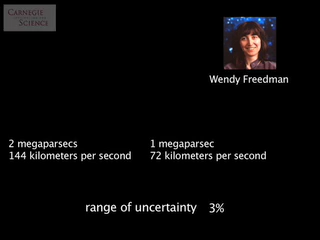 CARNEGIE
SCIENCE
Wendy Freedman
2 megaparsecs
144 kilometers per second
1 megaparsec
72 kilometers per second
range of uncertainty 3%